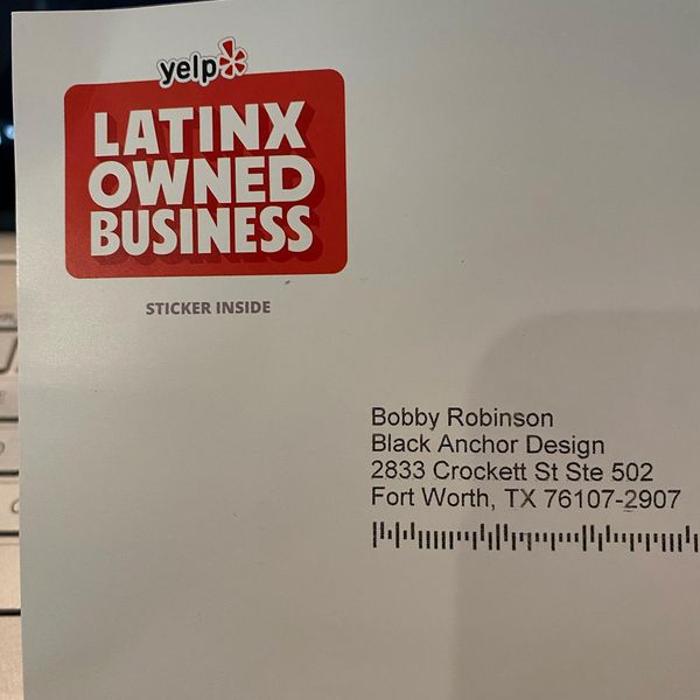 yelp
LATINX
OWNED
BUSINESS
STICKER INSIDE
Bobby Robinson
Black Anchor Design
2833 Crockett St Ste 502
Fort Worth, TX 76107-2907